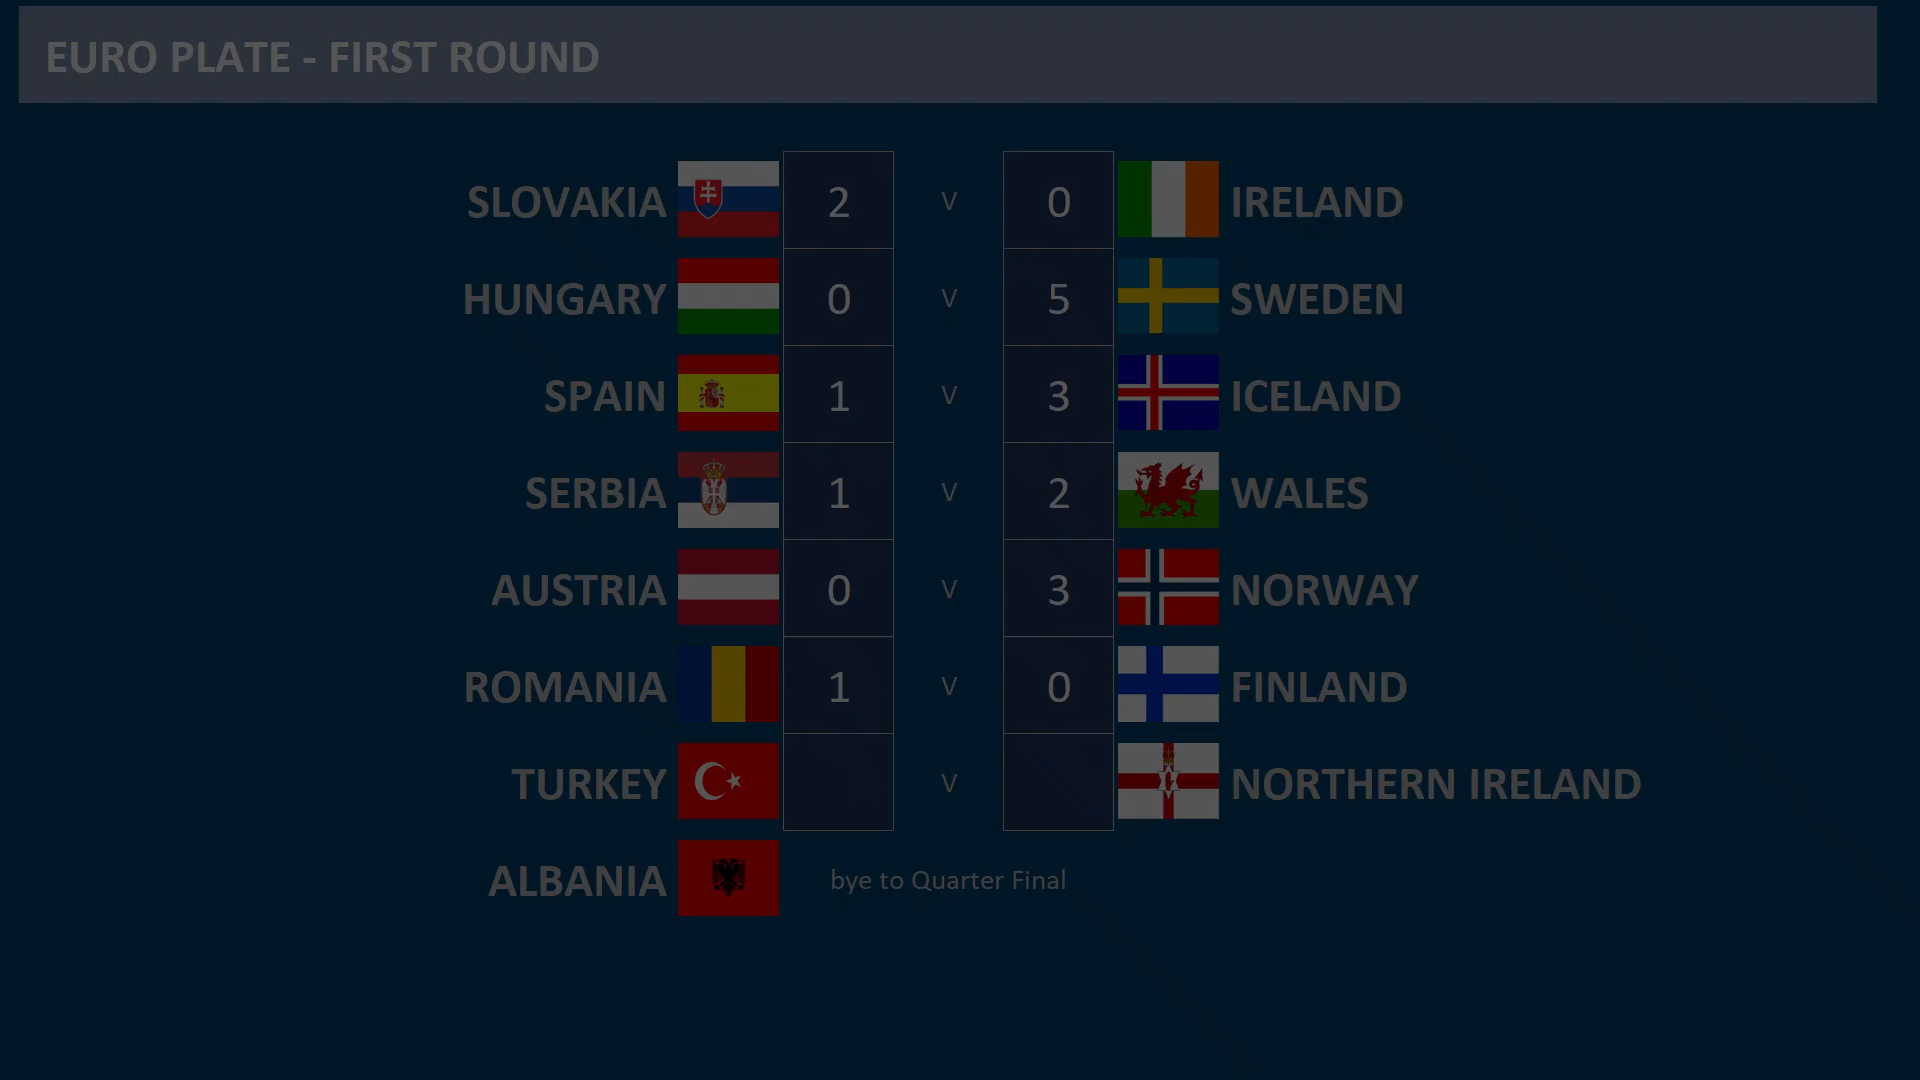 EURO PLATE - FIRST ROUND
SLOVAKIA 2 V 0 IRELAND
HUNGARY 0 V 5 SWEDEN
SPAIN 1 V 3 ICELAND
SERBIA 1 V 2 WALES
AUSTRIA 0 V 3 NORWAY
ROMANIA 1 V 0 FINLAND
TURKEY V NORTHERN IRELAND
ALBANIA bye to Quarter Final